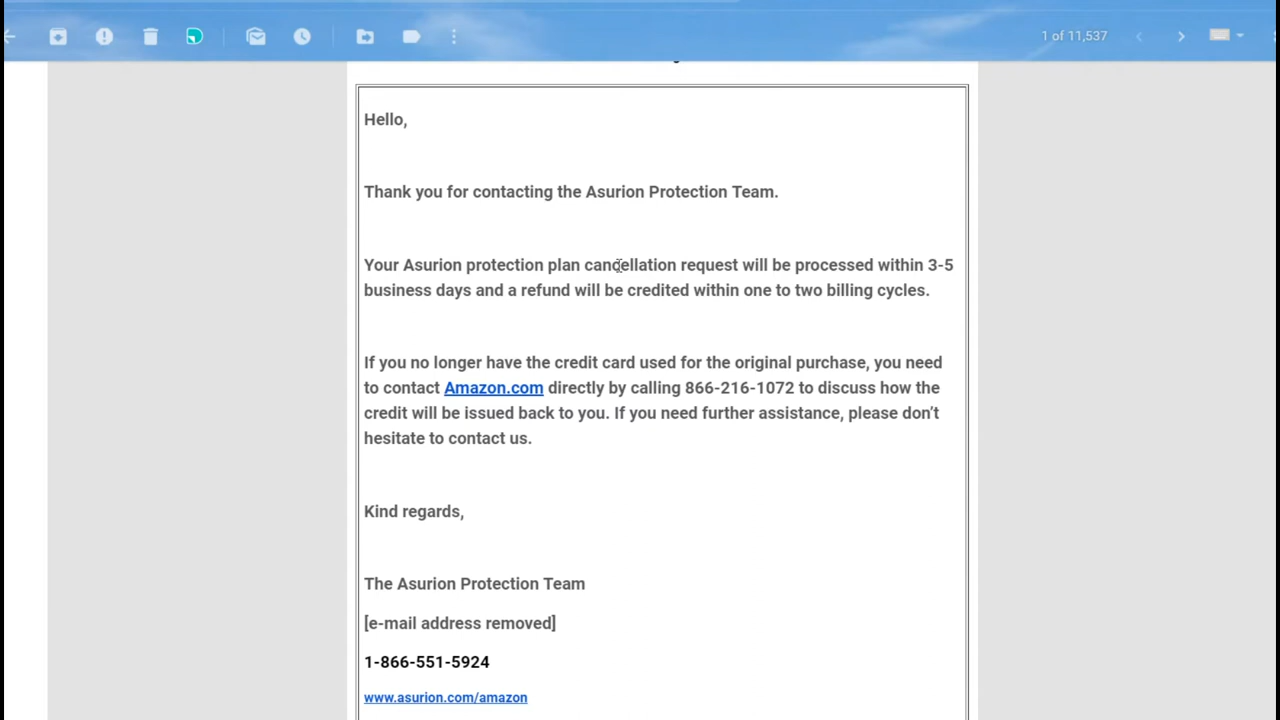 1 of 11,537
Hello,
Thank you for contacting the Asurion Protection Team.
Your Asurion protection plan cancellation request will be processed within 3-5
business days and a refund will be credited within one to two billing cycles.
If you no longer have the credit card used for the original purchase, you need
to contact Amazon.com directly by calling 866-216-1072 to discuss how the
credit will be issued back to you. If you need further assistance, please don’t
hesitate to contact us.
Kind regards,
The Asurion Protection Team
[e-mail address removed]
1-866-551-5924
www.asurion.com/amazon